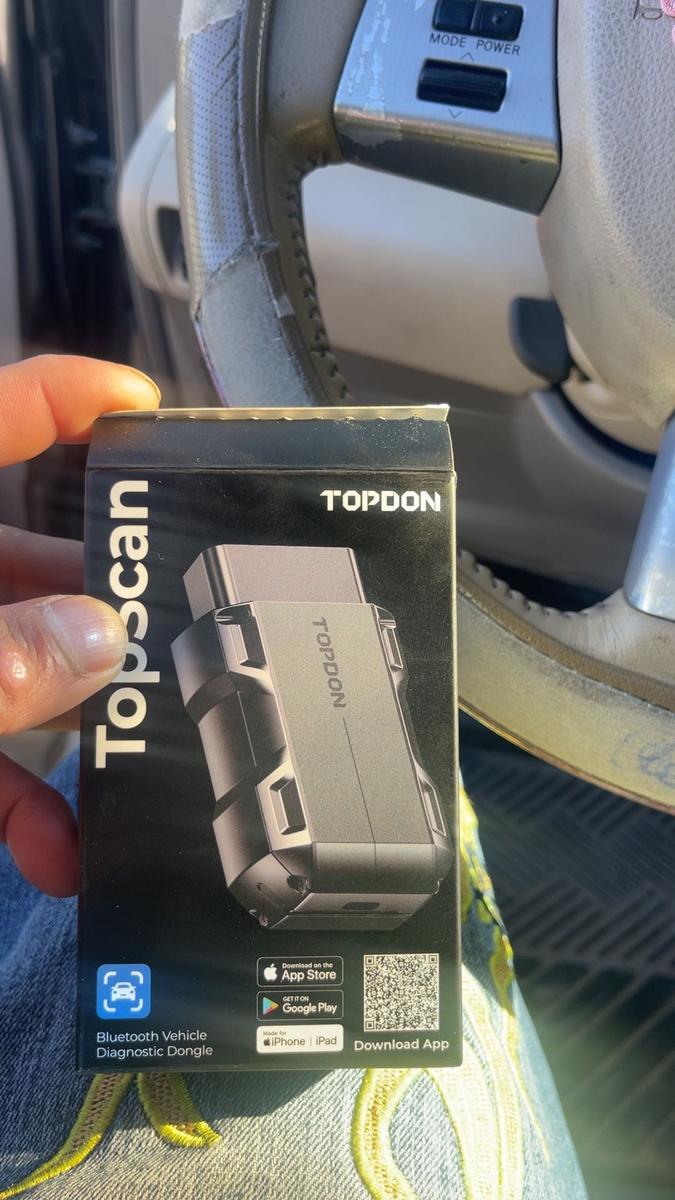 MODE POWER
TOPDON
TopScan
TOPDON
Bluetooth Vehicle
Diagnostic Dongle
Download on the
App Store
GET IT ON
Google Play
Made for
iPhone | iPad
Download App